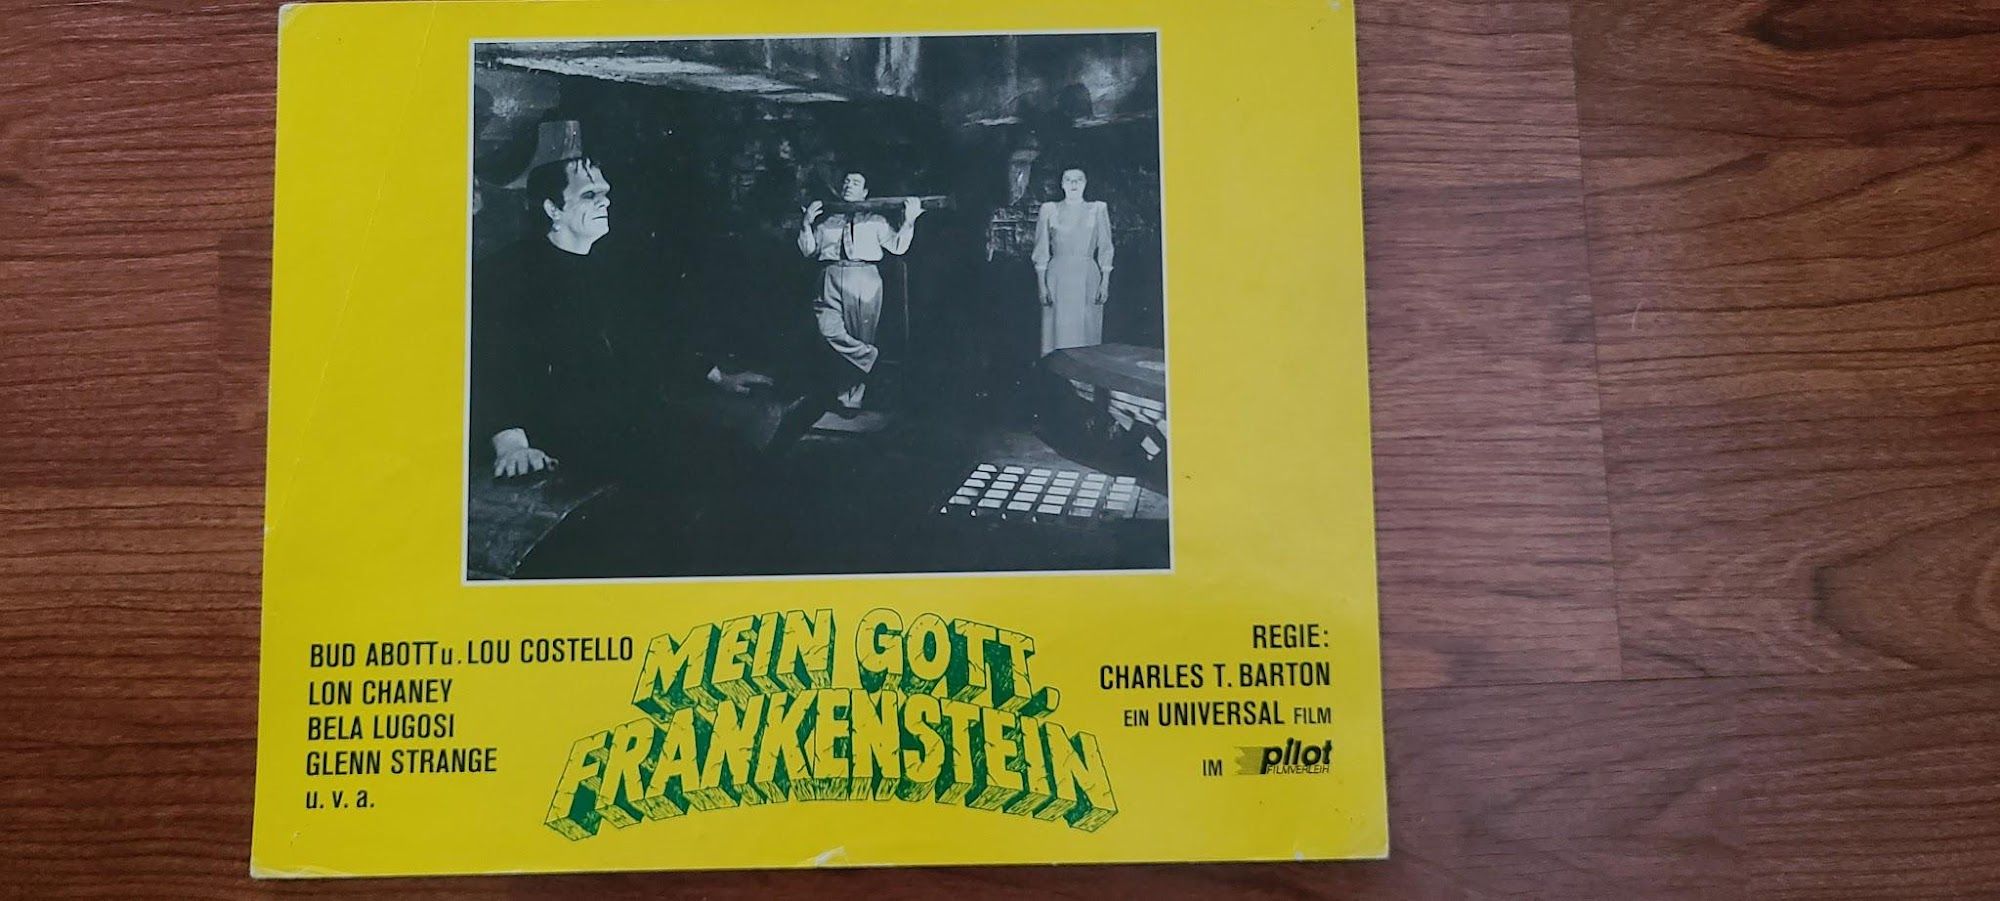 BUD ABOTT u. LOU COSTELLO
LON CHANEY
BELA LUGOSI
GLENN STRANGE
u. v. a.
MEIN GOTT,
FRANKENSTEIN
REGIE:
CHARLES T. BARTON
EIN UNIVERSAL FILM
IM pilot
FILMVERLEIH